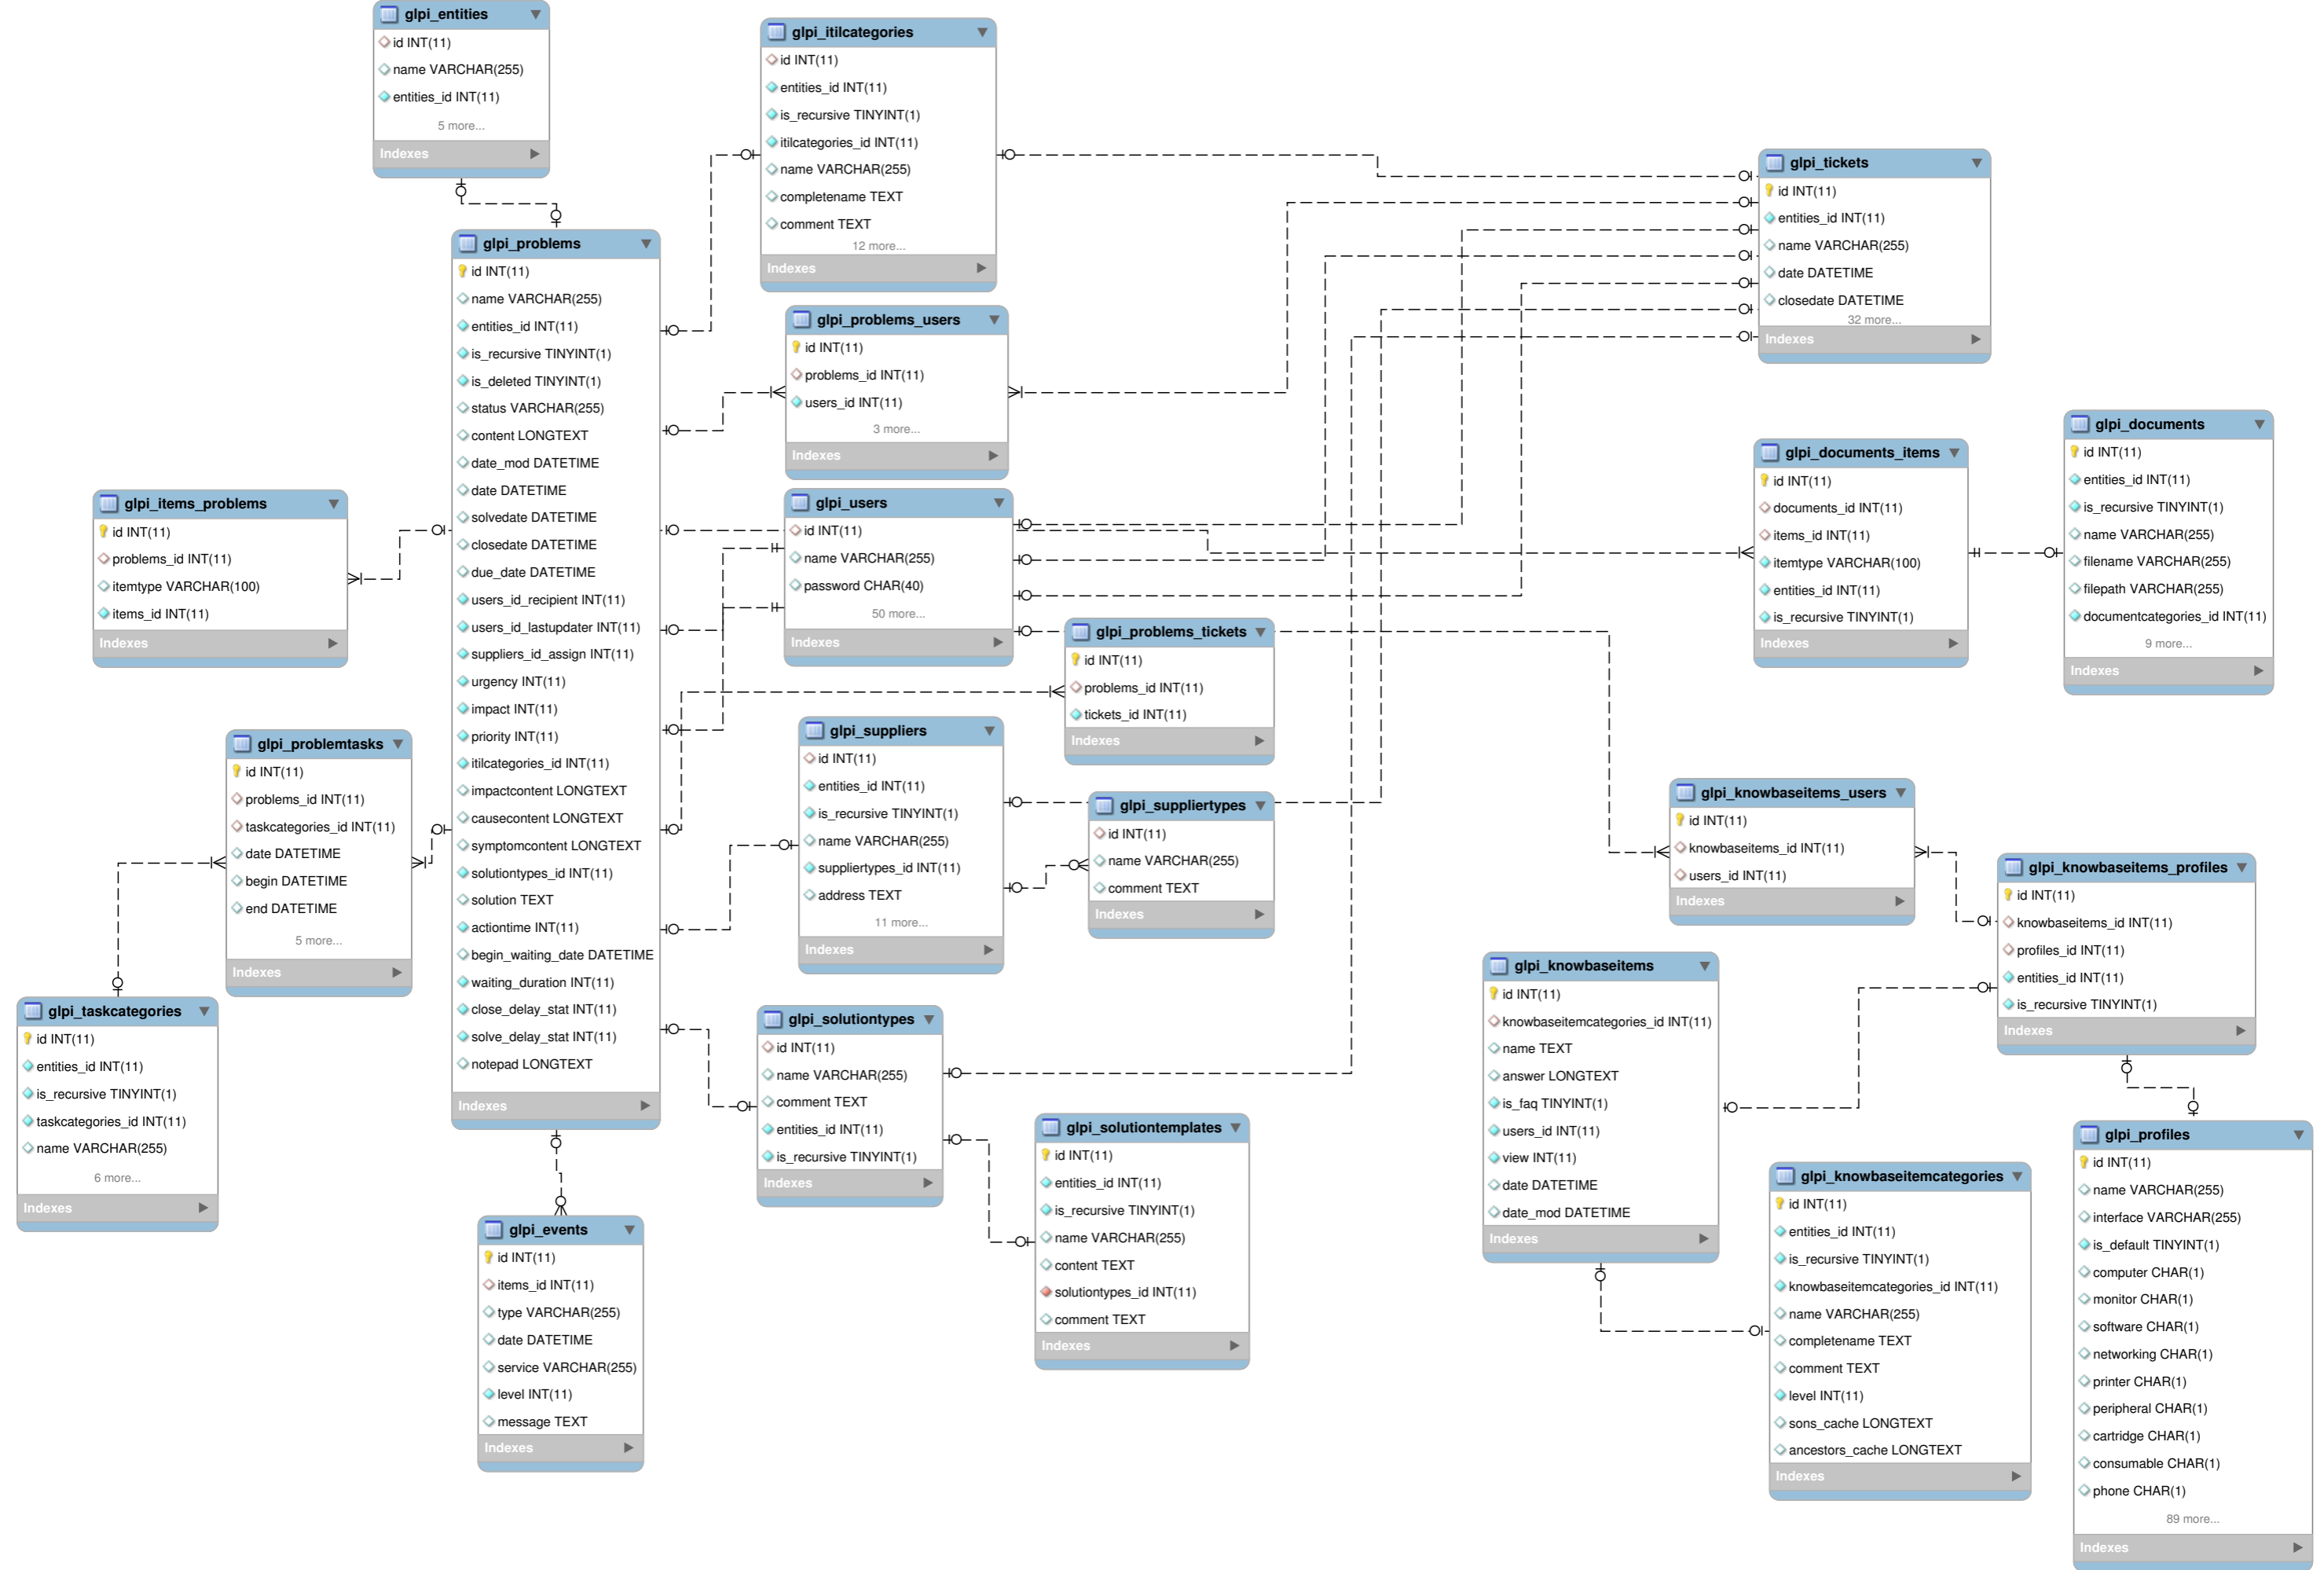 glpi_entities
id INT(11)
name VARCHAR(255)
entities_id INT(11)
5 more...
Indexes
glpi_itilcategories
id INT(11)
entities_id INT(11)
is_recursive TINYINT(1)
itilcategories_id INT(11)
name VARCHAR(255)
completename TEXT
comment TEXT
12 more...
Indexes
glpi_tickets
id INT(11)
entities_id INT(11)
name VARCHAR(255)
date DATETIME
closedate DATETIME
32 more...
Indexes
glpi_problems
id INT(11)
name VARCHAR(255)
entities_id INT(11)
is_recursive TINYINT(1)
is_deleted TINYINT(1)
status VARCHAR(255)
content LONGTEXT
date_mod DATETIME
date DATETIME
solvedate DATETIME
closedate DATETIME
due_date DATETIME
users_id_recipient INT(11)
users_id_lastupdater INT(11)
suppliers_id_assign INT(11)
urgency INT(11)
impact INT(11)
priority INT(11)
itilcategories_id INT(11)
impactcontent LONGTEXT
causecontent LONGTEXT
symptomcontent LONGTEXT
solutiontypes_id INT(11)
solution TEXT
actiontime INT(11)
begin_waiting_date DATETIME
waiting_duration INT(11)
close_delay_stat INT(11)
solve_delay_stat INT(11)
notepad LONGTEXT
Indexes
glpi_problems_users
id INT(11)
problems_id INT(11)
users_id INT(11)
3 more...
Indexes
glpi_documents_items
id INT(11)
documents_id INT(11)
items_id INT(11)
itemtype VARCHAR(100)
entities_id INT(11)
is_recursive TINYINT(1)
Indexes
glpi_documents
id INT(11)
entities_id INT(11)
is_recursive TINYINT(1)
name VARCHAR(255)
filename VARCHAR(255)
filepath VARCHAR(255)
documentcategories_id INT(11)
9 more...
Indexes
glpi_items_problems
id INT(11)
problems_id INT(11)
itemtype VARCHAR(100)
items_id INT(11)
Indexes
glpi_users
id INT(11)
name VARCHAR(255)
password CHAR(40)
50 more...
Indexes
glpi_problems_tickets
id INT(11)
problems_id INT(11)
tickets_id INT(11)
Indexes
glpi_problemtasks
id INT(11)
problems_id INT(11)
taskcategories_id INT(11)
date DATETIME
begin DATETIME
end DATETIME
5 more...
Indexes
glpi_suppliers
id INT(11)
entities_id INT(11)
is_recursive TINYINT(1)
name VARCHAR(255)
suppliertypes_id INT(11)
address TEXT
11 more...
Indexes
glpi_suppliertypes
id INT(11)
name VARCHAR(255)
comment TEXT
Indexes
glpi_knowbaseitems_users
id INT(11)
knowbaseitems_id INT(11)
users_id INT(11)
Indexes
glpi_knowbaseitems_profiles
id INT(11)
knowbaseitems_id INT(11)
profiles_id INT(11)
entities_id INT(11)
is_recursive TINYINT(1)
Indexes
glpi_taskcategories
id INT(11)
entities_id INT(11)
is_recursive TINYINT(1)
taskcategories_id INT(11)
name VARCHAR(255)
6 more...
Indexes
glpi_solutiontypes
id INT(11)
name VARCHAR(255)
comment TEXT
entities_id INT(11)
is_recursive TINYINT(1)
Indexes
glpi_knowbaseitems
id INT(11)
knowbaseitemcategories_id INT(11)
name TEXT
answer LONGTEXT
is_faq TINYINT(1)
users_id INT(11)
view INT(11)
date DATETIME
date_mod DATETIME
Indexes
glpi_solutiontemplates
id INT(11)
entities_id INT(11)
is_recursive TINYINT(1)
name VARCHAR(255)
content TEXT
solutiontypes_id INT(11)
comment TEXT
Indexes
glpi_events
id INT(11)
items_id INT(11)
type VARCHAR(255)
date DATETIME
service VARCHAR(255)
level INT(11)
message TEXT
Indexes
glpi_knowbaseitemcategories
id INT(11)
entities_id INT(11)
is_recursive TINYINT(1)
knowbaseitemcategories_id INT(11)
name VARCHAR(255)
completename TEXT
comment TEXT
level INT(11)
sons_cache LONGTEXT
ancestors_cache LONGTEXT
Indexes
glpi_profiles
id INT(11)
name VARCHAR(255)
interface VARCHAR(255)
is_default TINYINT(1)
computer CHAR(1)
monitor CHAR(1)
software CHAR(1)
networking CHAR(1)
printer CHAR(1)
peripheral CHAR(1)
cartridge CHAR(1)
consumable CHAR(1)
phone CHAR(1)
89 more...
Indexes